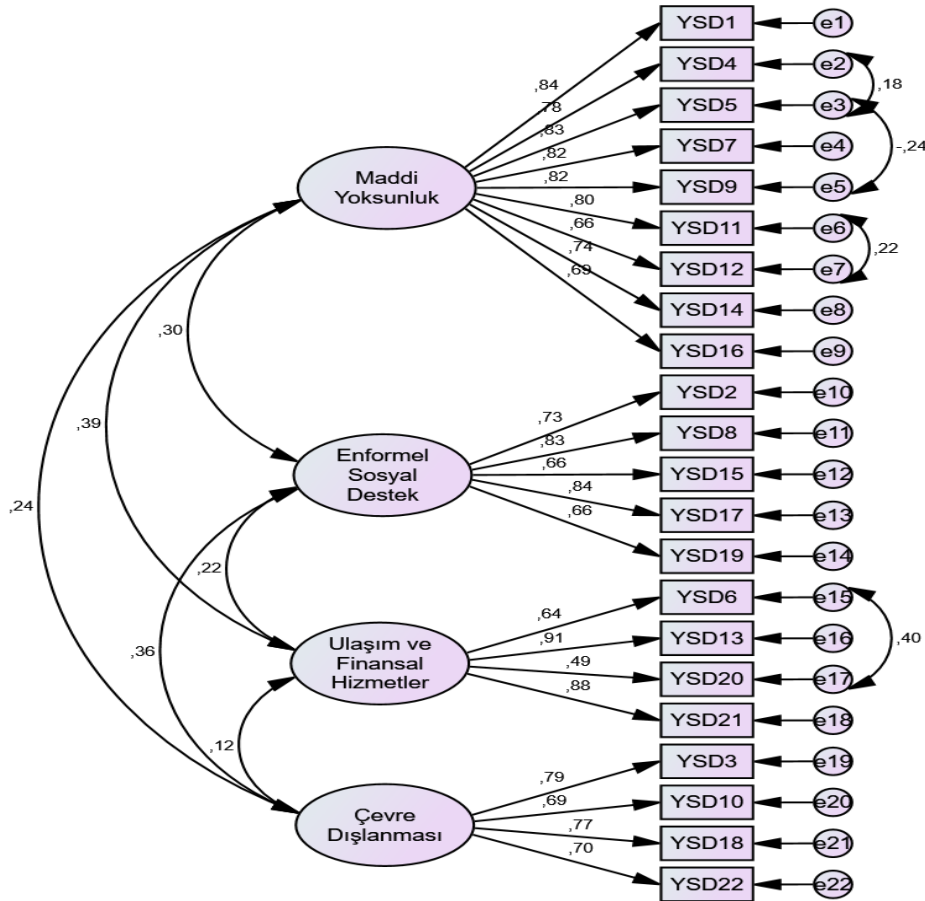 YSD1
e1
YSD4
e2
YSD5
e3
YSD7
e4
YSD9
e5
YSD11
e6
YSD12
e7
YSD14
e8
YSD16
e9
,84
,78
,83
,82
,82
,80
,66
,74
,69
,18
-,24
,22
Maddi
Yoksunluk
YSD2
e10
YSD8
e11
YSD15
e12
YSD17
e13
YSD19
e14
,73
,83
,66
,84
,66
Enformel
Sosyal
Destek
YSD6
e15
YSD13
e16
YSD20
e17
YSD21
e18
,64
,91
,49
,88
,40
Ulaşım ve
Finansal
Hizmetler
YSD3
e19
YSD10
e20
YSD18
e21
YSD22
e22
,79
,69
,77
,70
Çevre
Dışlanması
,30
,39
,24
,22
,36
,12